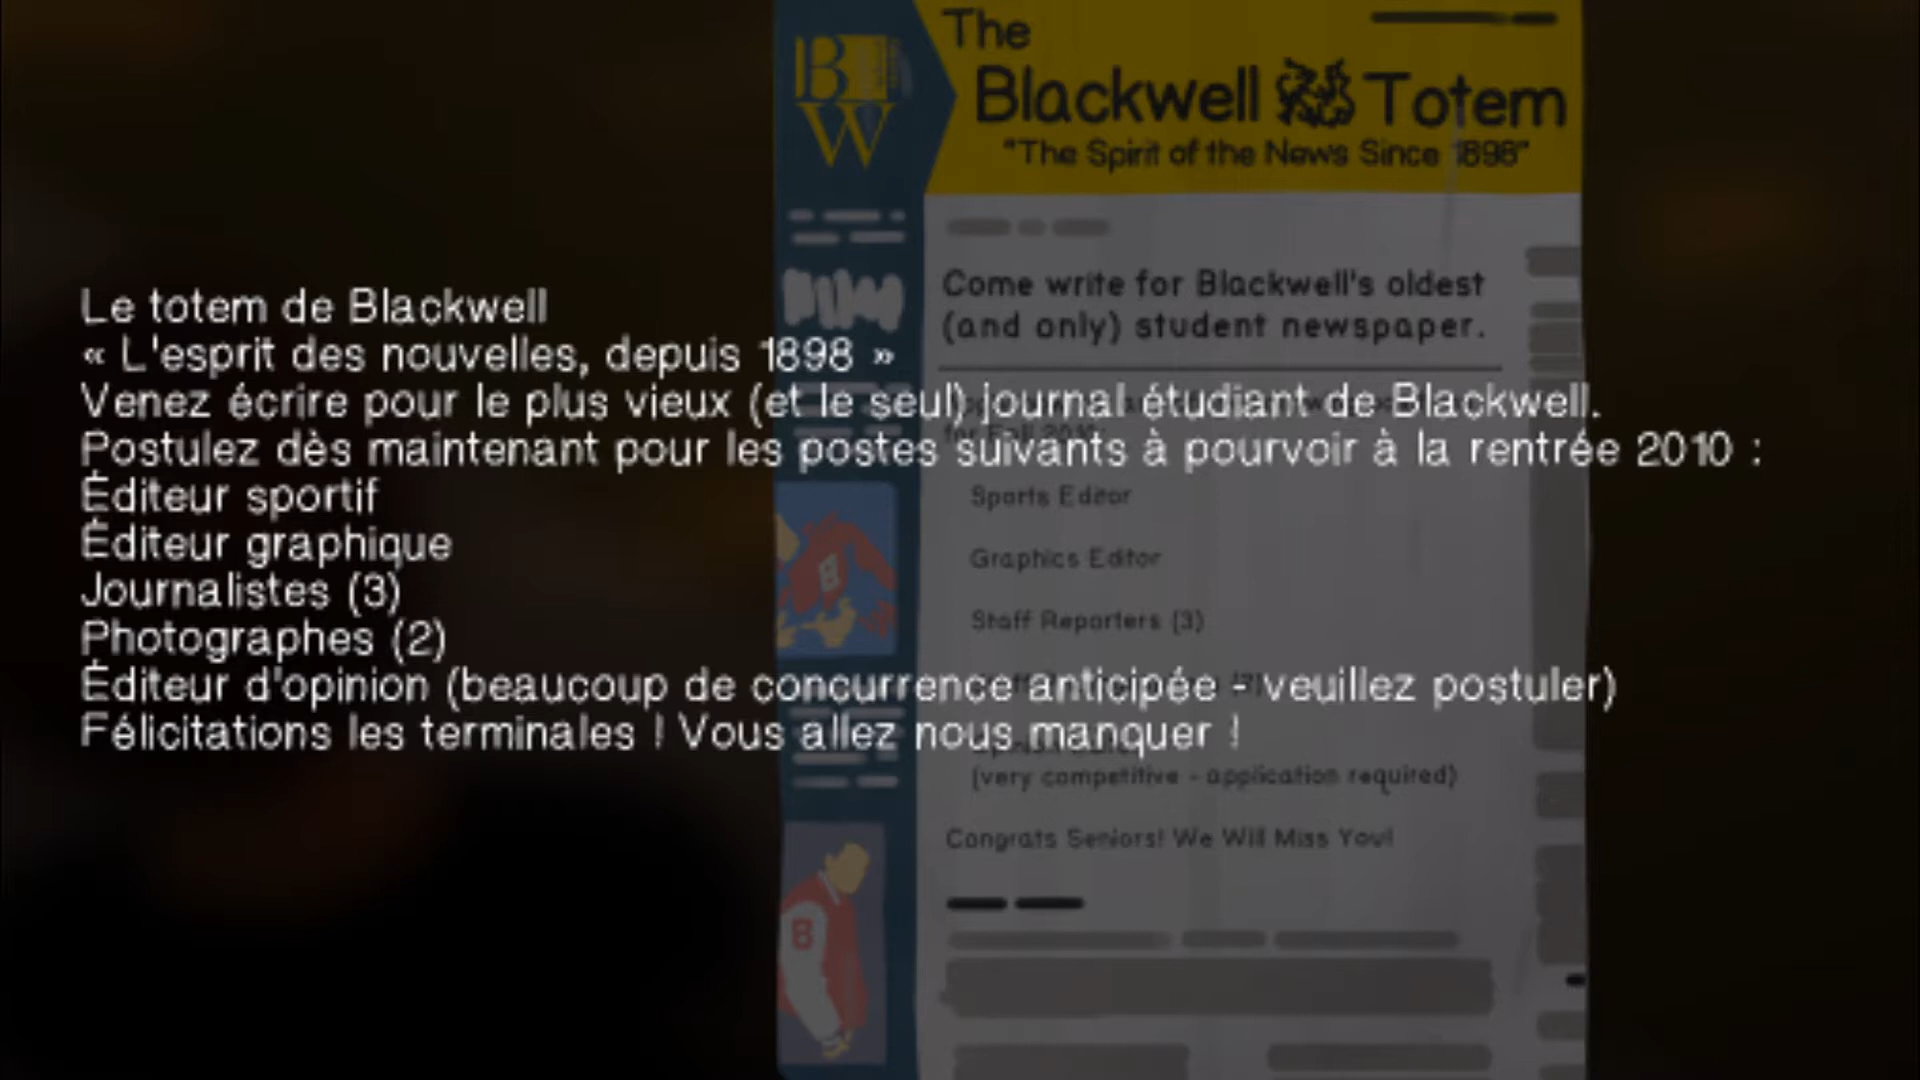 The
Blackwell Totem
"The Spirit of the News Since 1898"
BW
Come write for Blackwell's oldest
(and only) student newspaper.
Sports Editor
Graphics Editor
Staff Reporters (3)
(very competitive - application required)
Congrats Seniors! We Will Miss You!
Le totem de Blackwell
« L'esprit des nouvelles, depuis 1898 »
Venez écrire pour le plus vieux (et le seul) journal étudiant de Blackwell.
Postulez dès maintenant pour les postes suivants à pourvoir à la rentrée 2010 :
Éditeur sportif
Éditeur graphique
Journalistes (3)
Photographes (2)
Éditeur d'opinion (beaucoup de concurrence anticipée - veuillez postuler)
Félicitations les terminales ! Vous allez nous manquer !